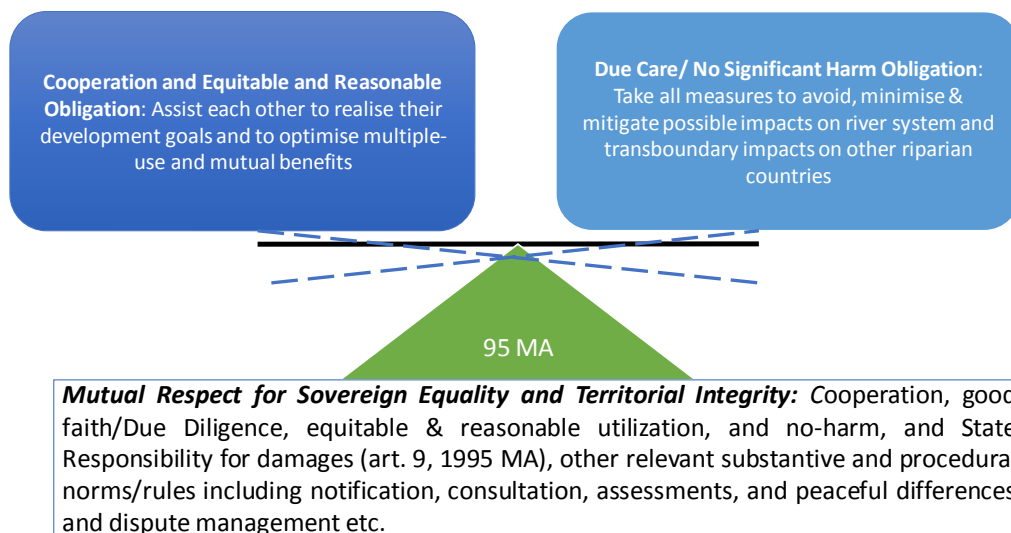 Cooperation and Equitable and Reasonable
Obligation: Assist each other to realise their
development goals and to optimise multiple-
use and mutual benefits
Due Care/ No Significant Harm Obligation:
Take all measures to avoid, minimise &
mitigate possible impacts on river system and
transboundary impacts on other riparian
countries
95 MA
Mutual Respect for Sovereign Equality and Territorial Integrity: Cooperation, good
faith/Due Diligence, equitable & reasonable utilization, and no-harm, and State
Responsibility for damages (art. 9, 1995 MA), other relevant substantive and procedura
norms/rules including notification, consultation, assessments, and peaceful differences
and dispute management etc.